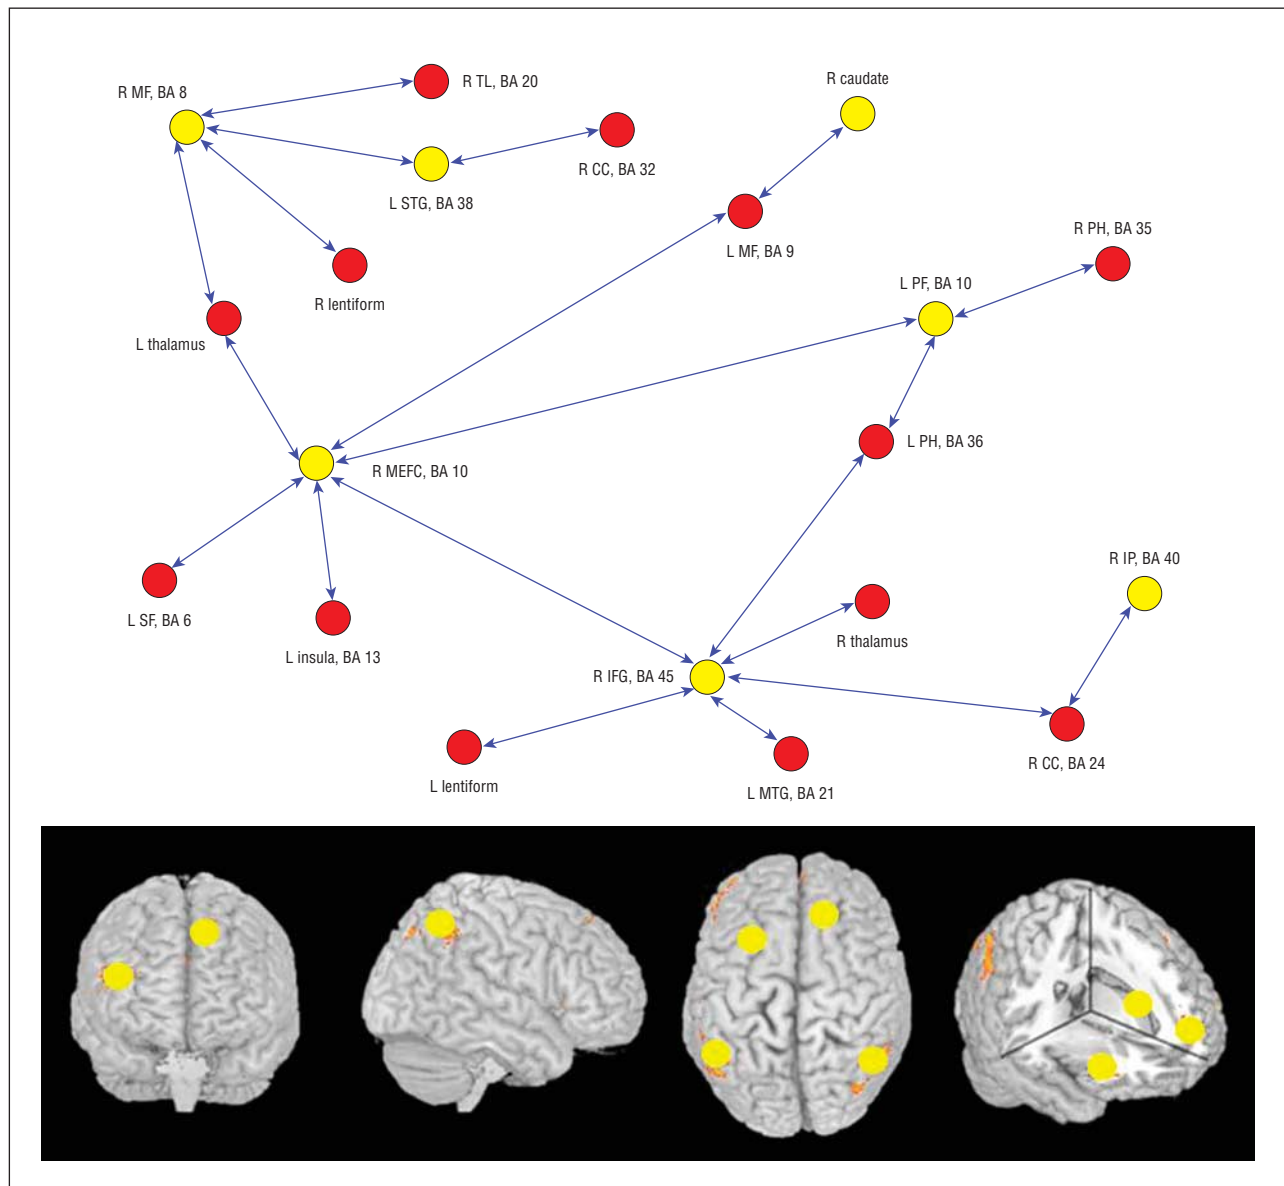 R MF, BA 8
R TL, BA 20
R caudate
R CC, BA 32
L STG, BA 38
L MF, BA 9
R PH, BA 35
L PF, BA 10
R lentiform
L thalamus
L PH, BA 36
R MEFC, BA 10
R IP, BA 40
L SF, BA 6
L insula, BA 13
R thalamus
R IFG, BA 45
R CC, BA 24
L lentiform
L MTG, BA 21